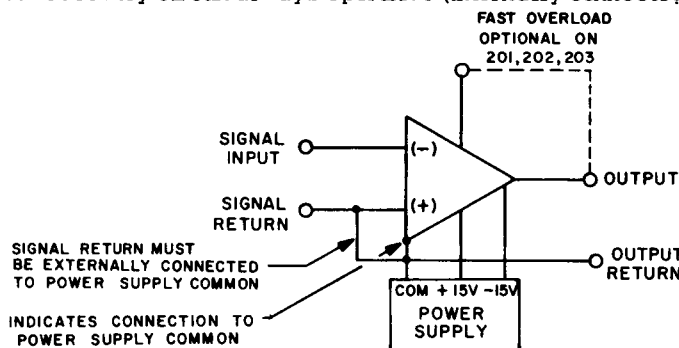 FAST OVERLOAD
OPTIONAL ON
201,202,203
SIGNAL
INPUT
(-)
OUTPUT
SIGNAL
RETURN
(+)
SIGNAL RETURN MUST
BE EXTERNALLY CONNECTED
TO POWER SUPPLY COMMON
OUTPUT
RETURN
COM +15V -15V
POWER
SUPPLY
INDICATES CONNECTION TO
POWER SUPPLY COMMON